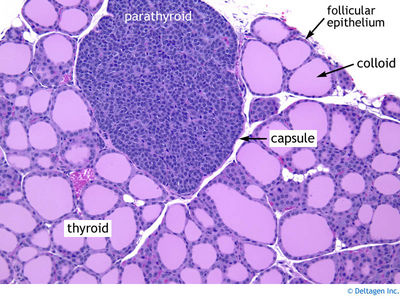 parathyroid
follicular
epithelium
colloid
capsule
thyroid
© Deltagen Inc.